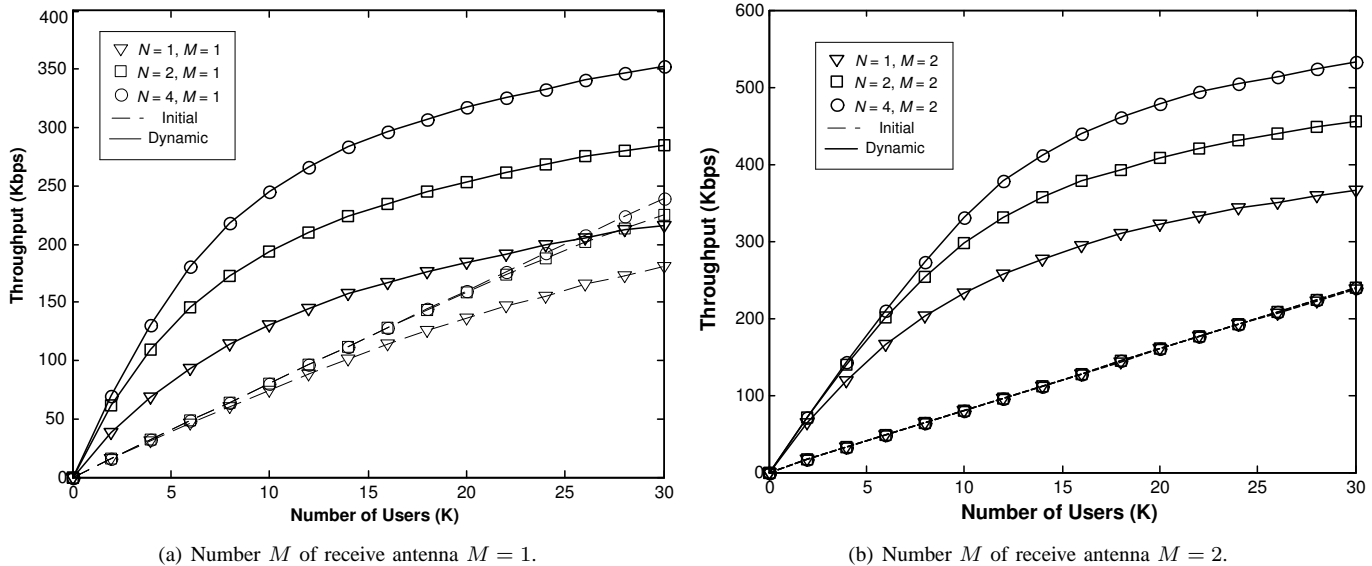 400
350
300
250
200
150
100
50
0
Throughput (Kbps)
N = 1, M = 1
N = 2, M = 1
N = 4, M = 1
Initial
Dynamic
0 5 10 15 20 25 30
Number of Users (K)
(a) Number M of receive antenna M = 1.
600
500
400
300
200
100
0
Throughput (Kbps)
N = 1, M = 2
N = 2, M = 2
N = 4, M = 2
Initial
Dynamic
0 5 10 15 20 25 30
Number of Users (K)
(b) Number M of receive antenna M = 2.